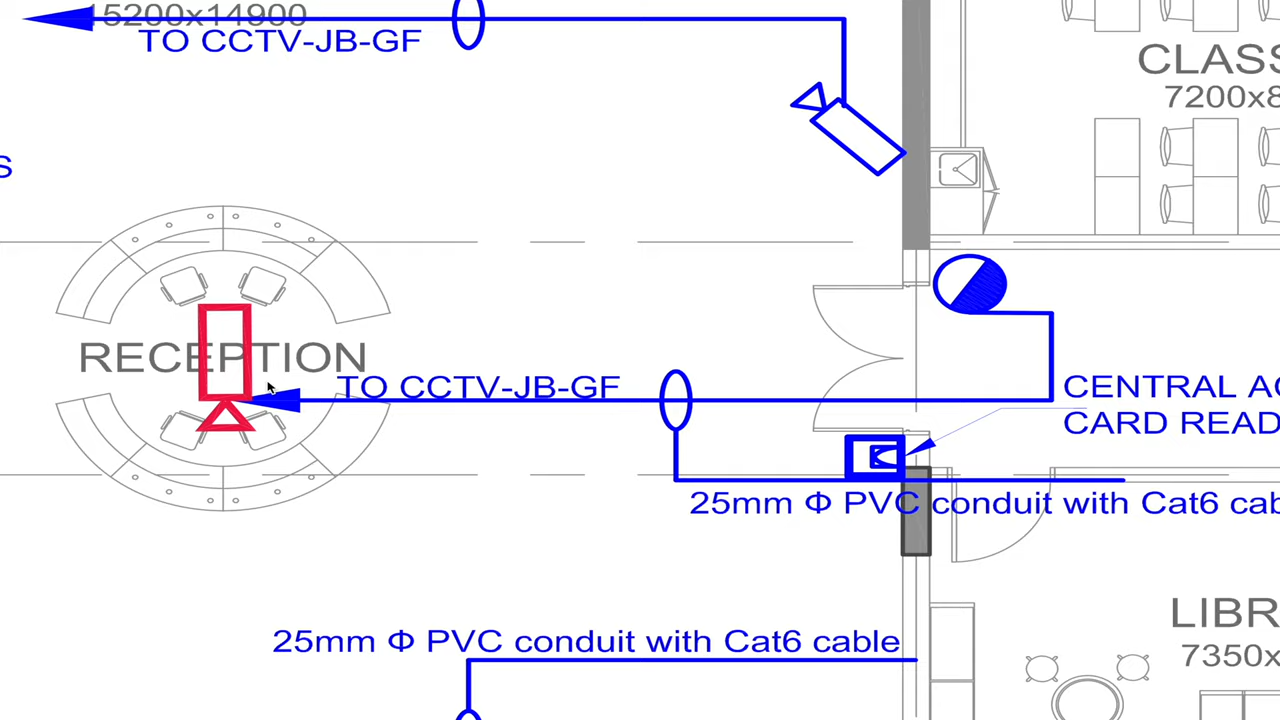 15200x14900
TO CCTV-JB-GF
CLASS
7200x8
S
RECEPTION
TO CCTV-JB-GF
CENTRAL AC
CARD READ
25mm Φ PVC conduit with Cat6 cab
LIBR
25mm Φ PVC conduit with Cat6 cable
7350x